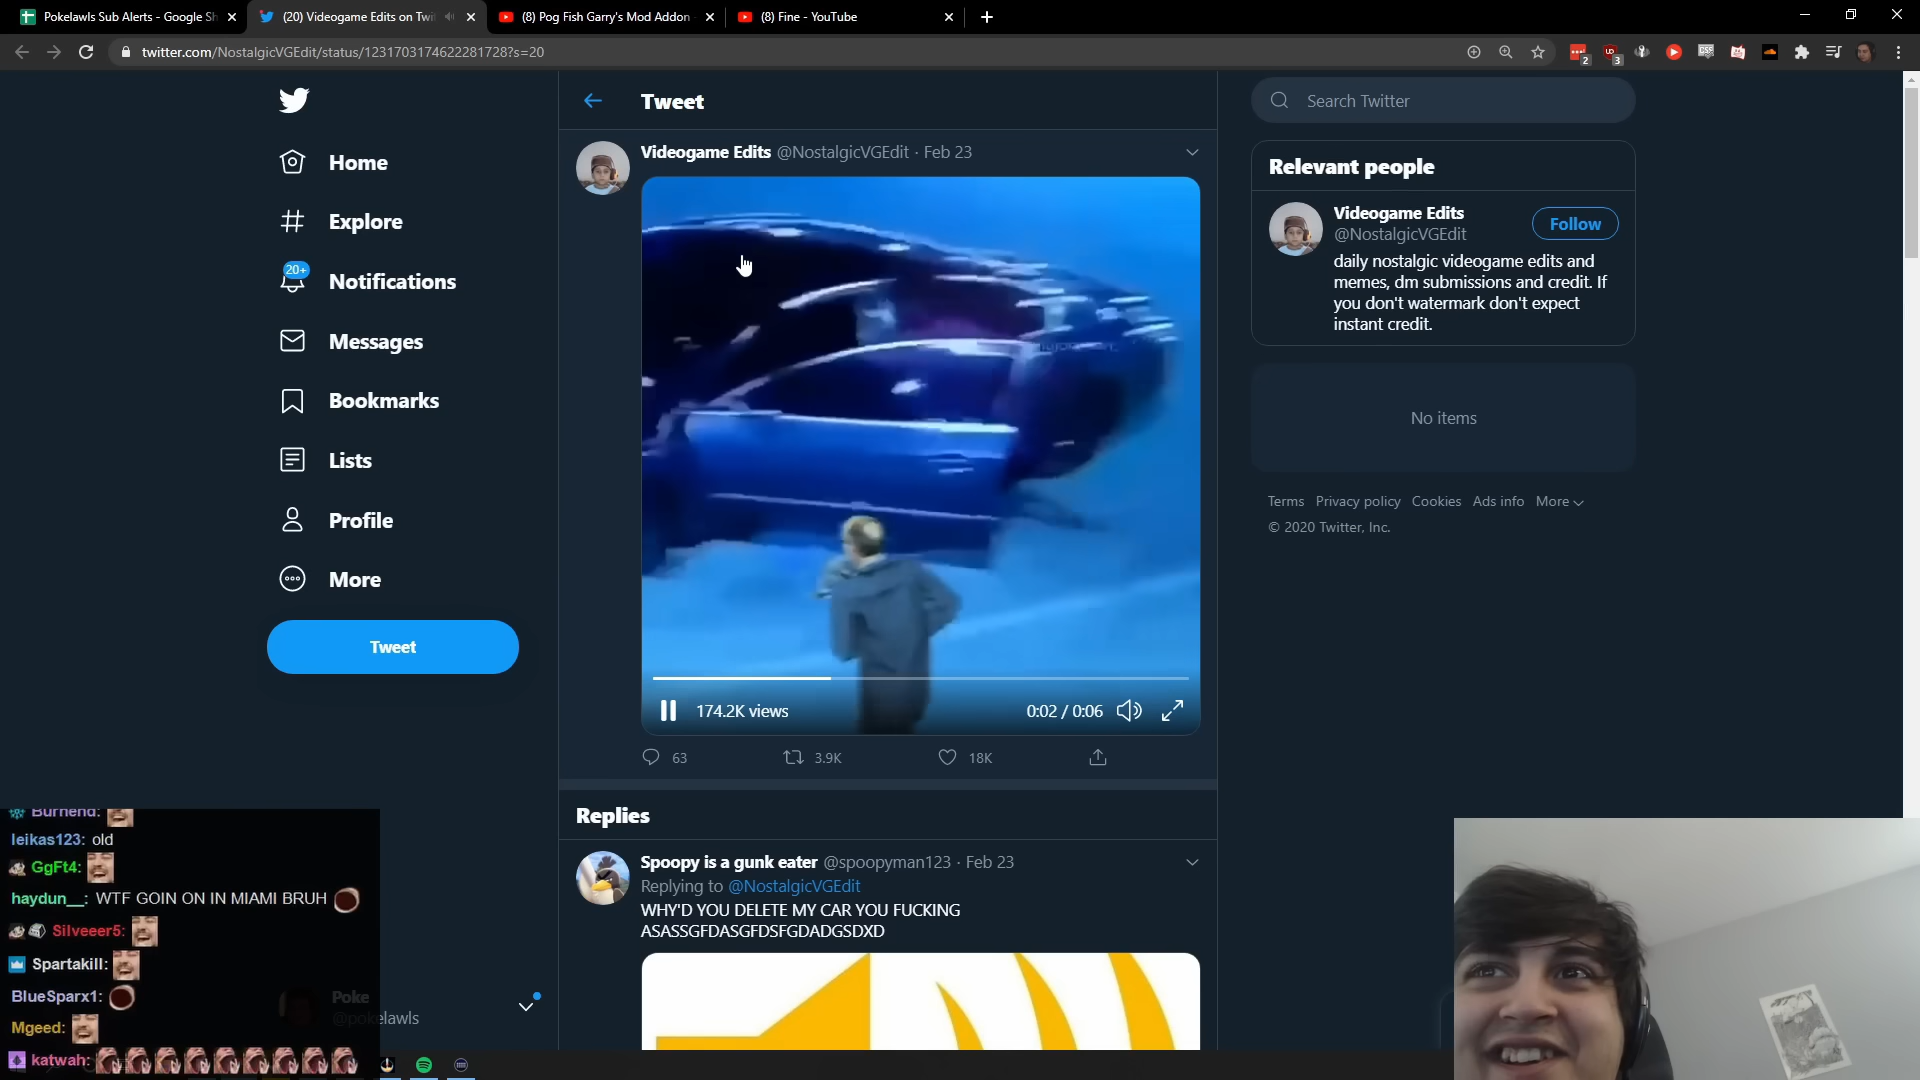 Pokelawls Sub Alerts - Google Sh
(20) Videogame Edits on Twi
(8) Pog Fish Garry's Mod Addon
(8) Fine - YouTube
twitter.com/NostalgicVGEdit/status/1231703174622281728?s=20
2
3
Home
Explore
20+
Notifications
Messages
Bookmarks
Lists
Profile
More
Tweet
Poke
@pokelawls
Tweet
Videogame Edits @NostalgicVGEdit · Feb 23
174.2K views
0:02 / 0:06
63
3.9K
18K
Replies
Spoopy is a gunk eater @spoopyman123 · Feb 23
Replying to @NostalgicVGEdit
WHY'D YOU DELETE MY CAR YOU FUCKING
ASASSGFDASGFDSFGDADGSDXD
Search Twitter
Relevant people
Videogame Edits
@NostalgicVGEdit
Follow
daily nostalgic videogame edits and
memes, dm submissions and credit. If
you don't watermark don't expect
instant credit.
No items
Terms Privacy policy Cookies Ads info More
© 2020 Twitter, Inc.
Burnend:
leikas123: old
GgFt4:
haydun__: WTF GOIN ON IN MIAMI BRUH
Silveeer5:
Spartakill:
BlueSparx1:
Mgeed:
katwah: